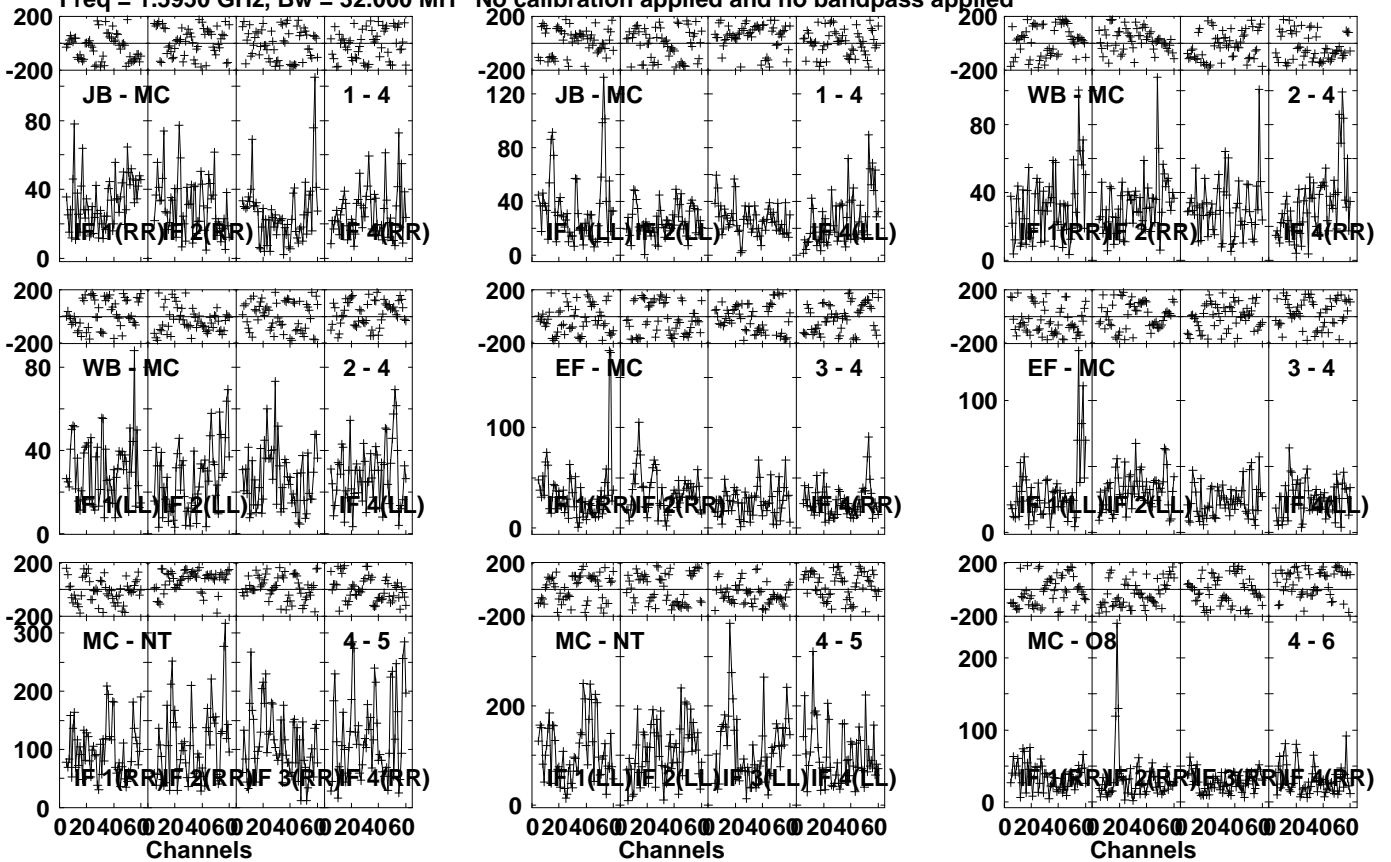 Freq = 1.5950 GHz, Bw = 32.000 MH No calibration applied and no bandpass applied
200 200 200
-200 -200 -200
JB - MC 1 - 4 JB - MC 1 - 4 WB - MC 2 - 4
120
80 80 80
40 40 40
IF 1(RR) IF 2(RR) IF 4(RR) IF 1(LL) IF 2(LL) IF 4(LL) IF 1(RR) IF 2(RR) IF 4(RR)
0 0 0
200 200 200
-200 -200 -200
WB - MC 2 - 4 EF - MC 3 - 4 EF - MC 3 - 4
80 100 100
40
IF 1(LL) IF 2(LL) IF 4(LL) IF 1(RR) IF 2(RR) IF 4(RR) IF 1(LL) IF 2(LL) IF 4(LL)
0 0 0
200 200 200
-200 -200 -200
MC - NT 4 - 5 MC - NT 4 - 5 MC - O8 4 - 6
300
200 200 200
100 100
IF 1(RR) IF 2(RR) IF 3(RR) IF 4(RR) IF 1(LL) IF 2(LL) IF 3(LL) IF 4(LL) IF 1(RR) IF 2(RR) IF 3(RR) IF 4(RR)
0 0 0
0 20 40 60 0 20 40 60 0 20 40 60 0 20 40 60 0 20 40 60 0 20 40 60 0 20 40 60 0 20 40 60 0 20 40 60 0 20 40 60 0 20 40 60 0 20 40 60
Channels Channels Channels